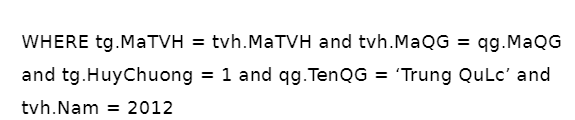 WHERE tg.MaTVH = tvh.MaTVH and tvh.MaQG = qg.MaQG
and tg.HuyChuong = 1 and qg.TenQG = ‘Trung QuLc’ and
tvh.Nam = 2012